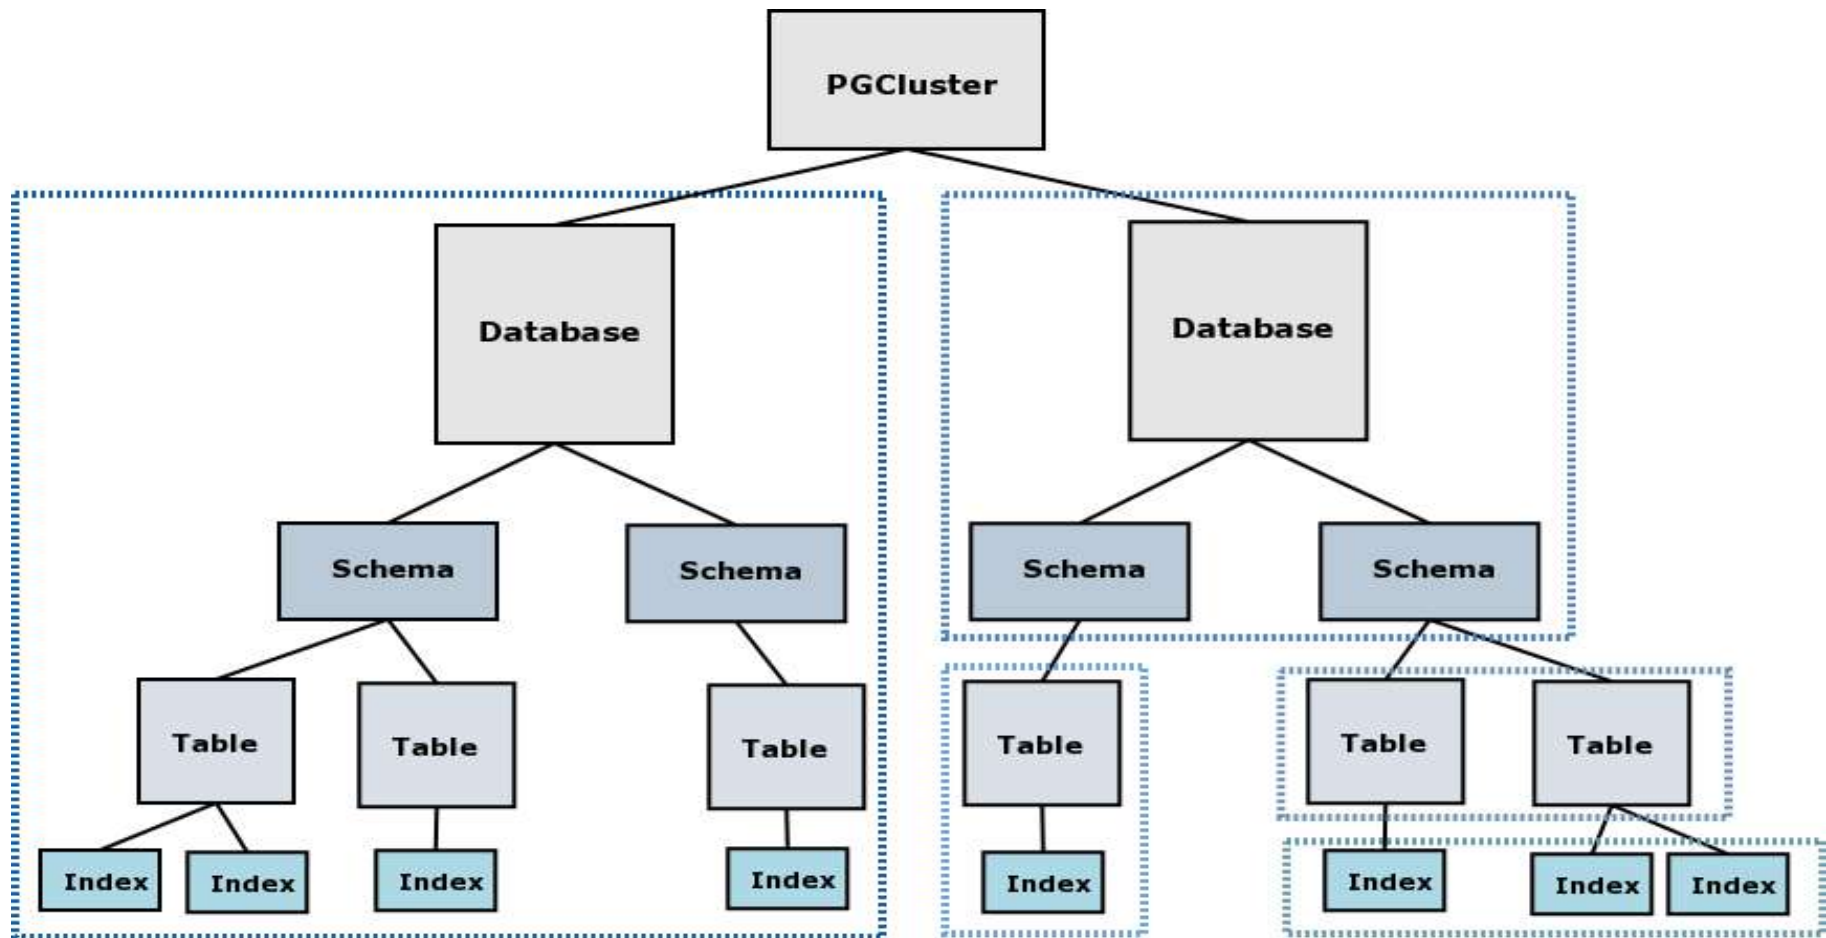 PGCluster
Database
Database
Schema
Schema
Schema
Schema
Table
Table
Table
Table
Table
Table
Index
Index
Index
Index
Index
Index
Index
Index